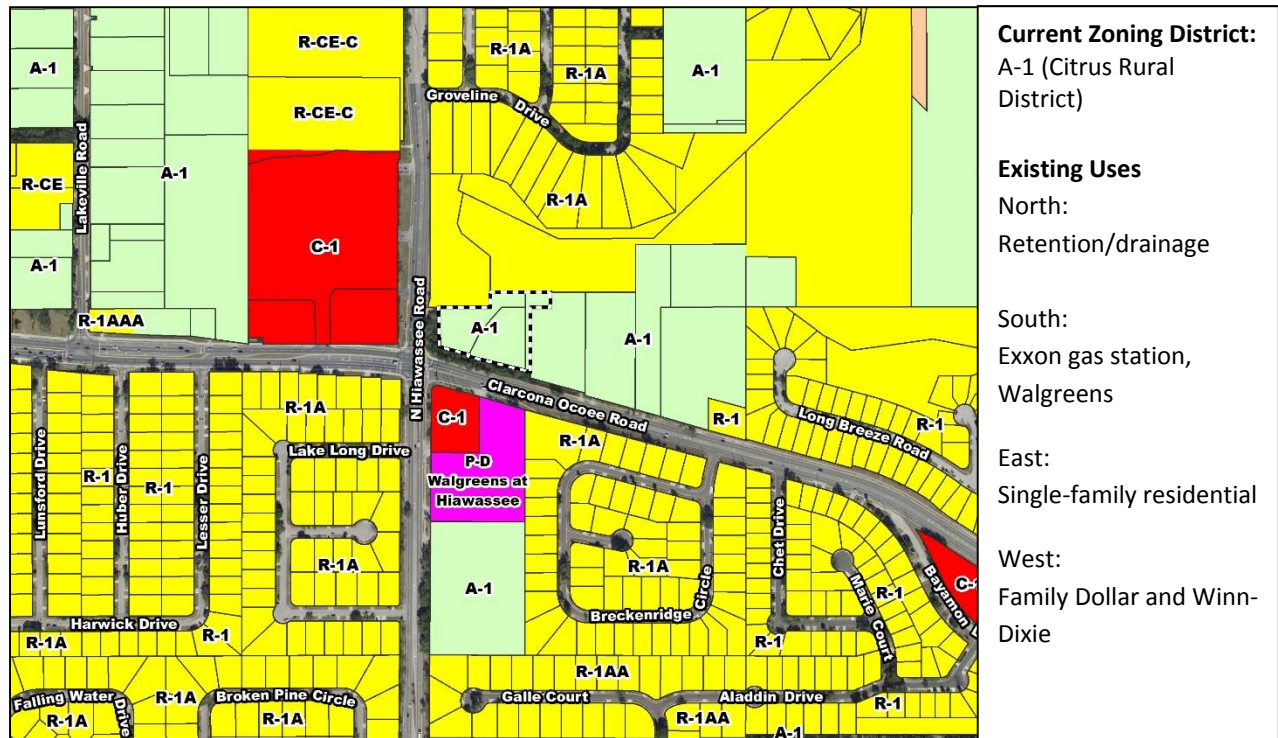 R-CE-C
R-1A
R-1A
A-1
A-1
R-CE-C
Groveline
Drive
Lakeville Road
A-1
R-CE
R-1A
C-1
A-1
N Hiawassee Road
R-1AAA
A-1
A-1
Clarcona Ocoee Road
R-1A
C-1
R-1A
R-1
Long Breeze Road
R-1
Lake Long Drive
P-D
Walgreens at
Hiawassee
Lunsford Drive
R-1
Huber Drive
R-1
Lesser Drive
R-1A
A-1
R-1A
Breckenridge
Circle
Chet Drive
Marie Court
R-1
Bayamon
C-1
Harwick Drive
R-1A
R-1
R-1
R-1AA
Falling Water
Drive
R-1A
R-1A
Broken Pine Circle
R-1A
Galle Court
Aladdin Drive
R-1AA
R-1
A-1
Current Zoning District:
A-1 (Citrus Rural
District)
Existing Uses
North:
Retention/drainage
South:
Exxon gas station,
Walgreens
East:
Single-family residential
West:
Family Dollar and Winn-
Dixie